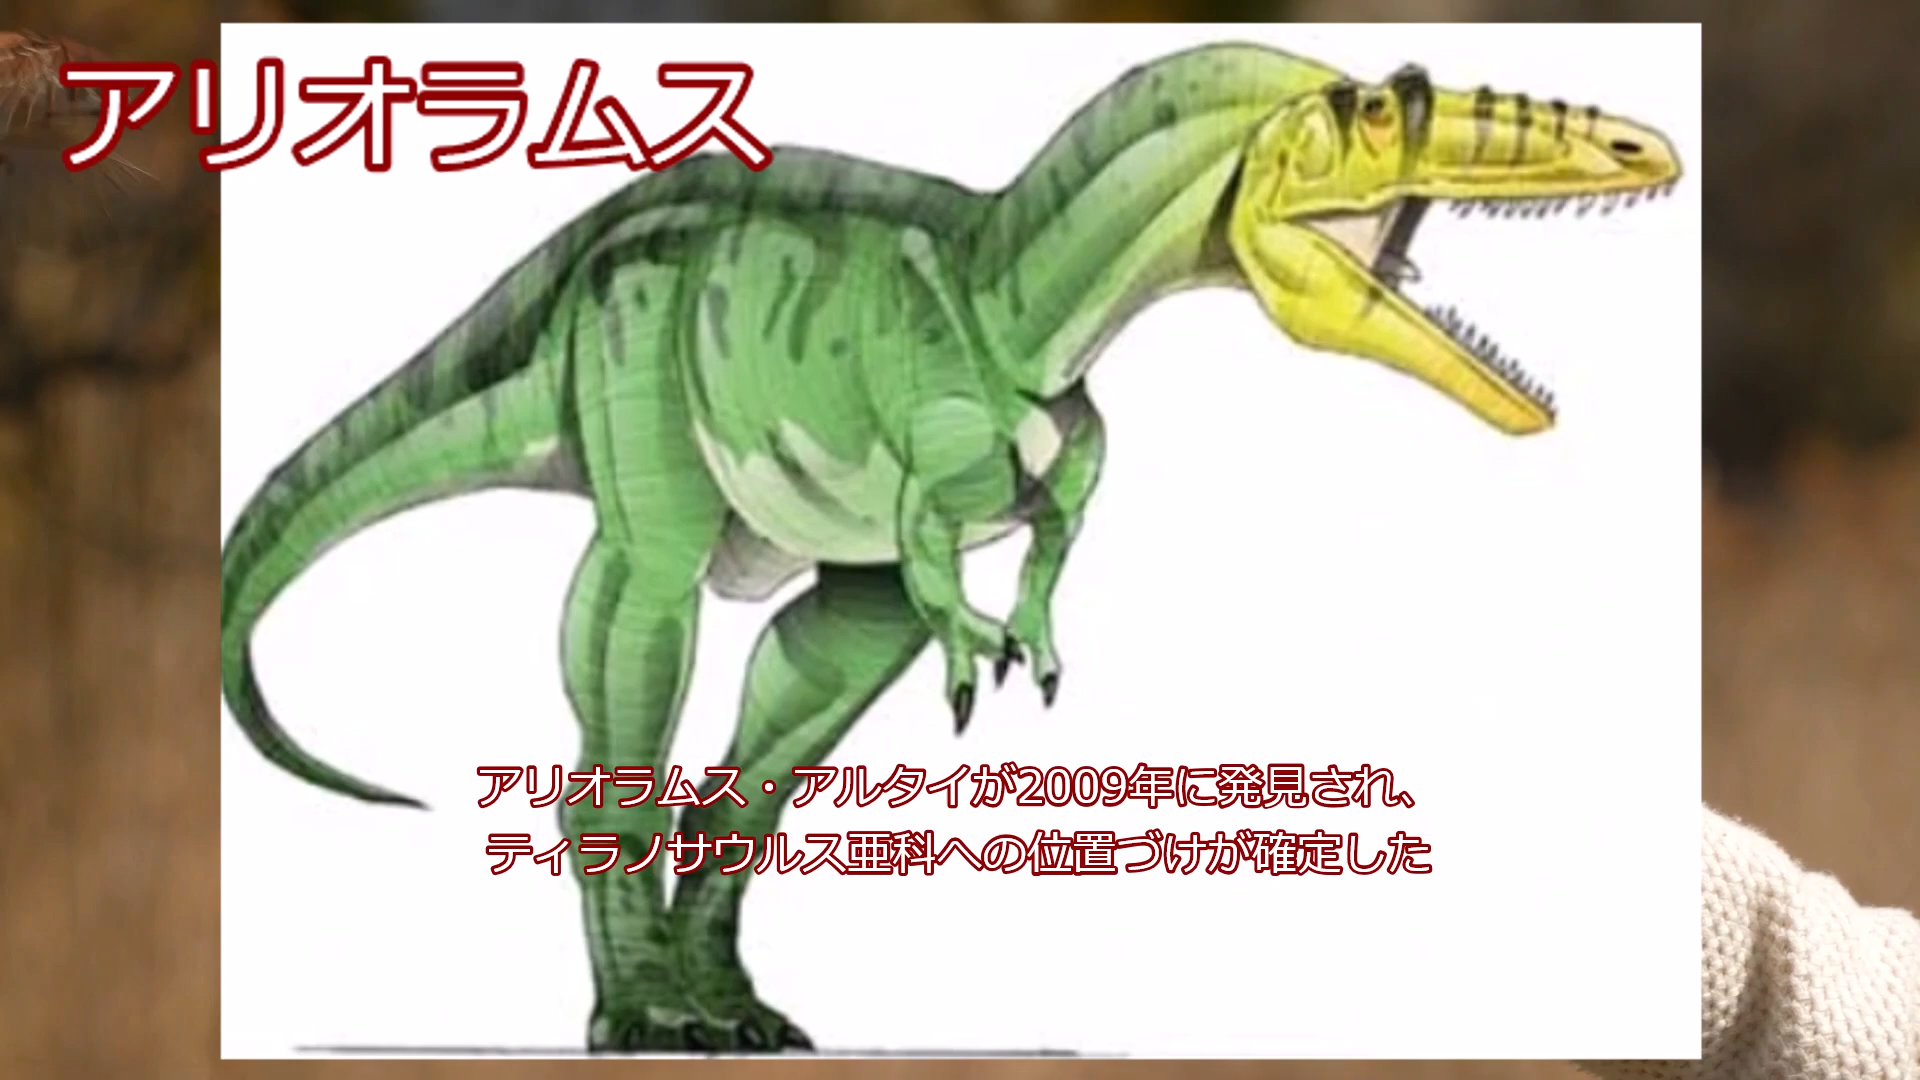 アリオラムス
アリオラムス・アルタイが2009年に発見され、
ティラノサウルス亜科への位置づけが確定した